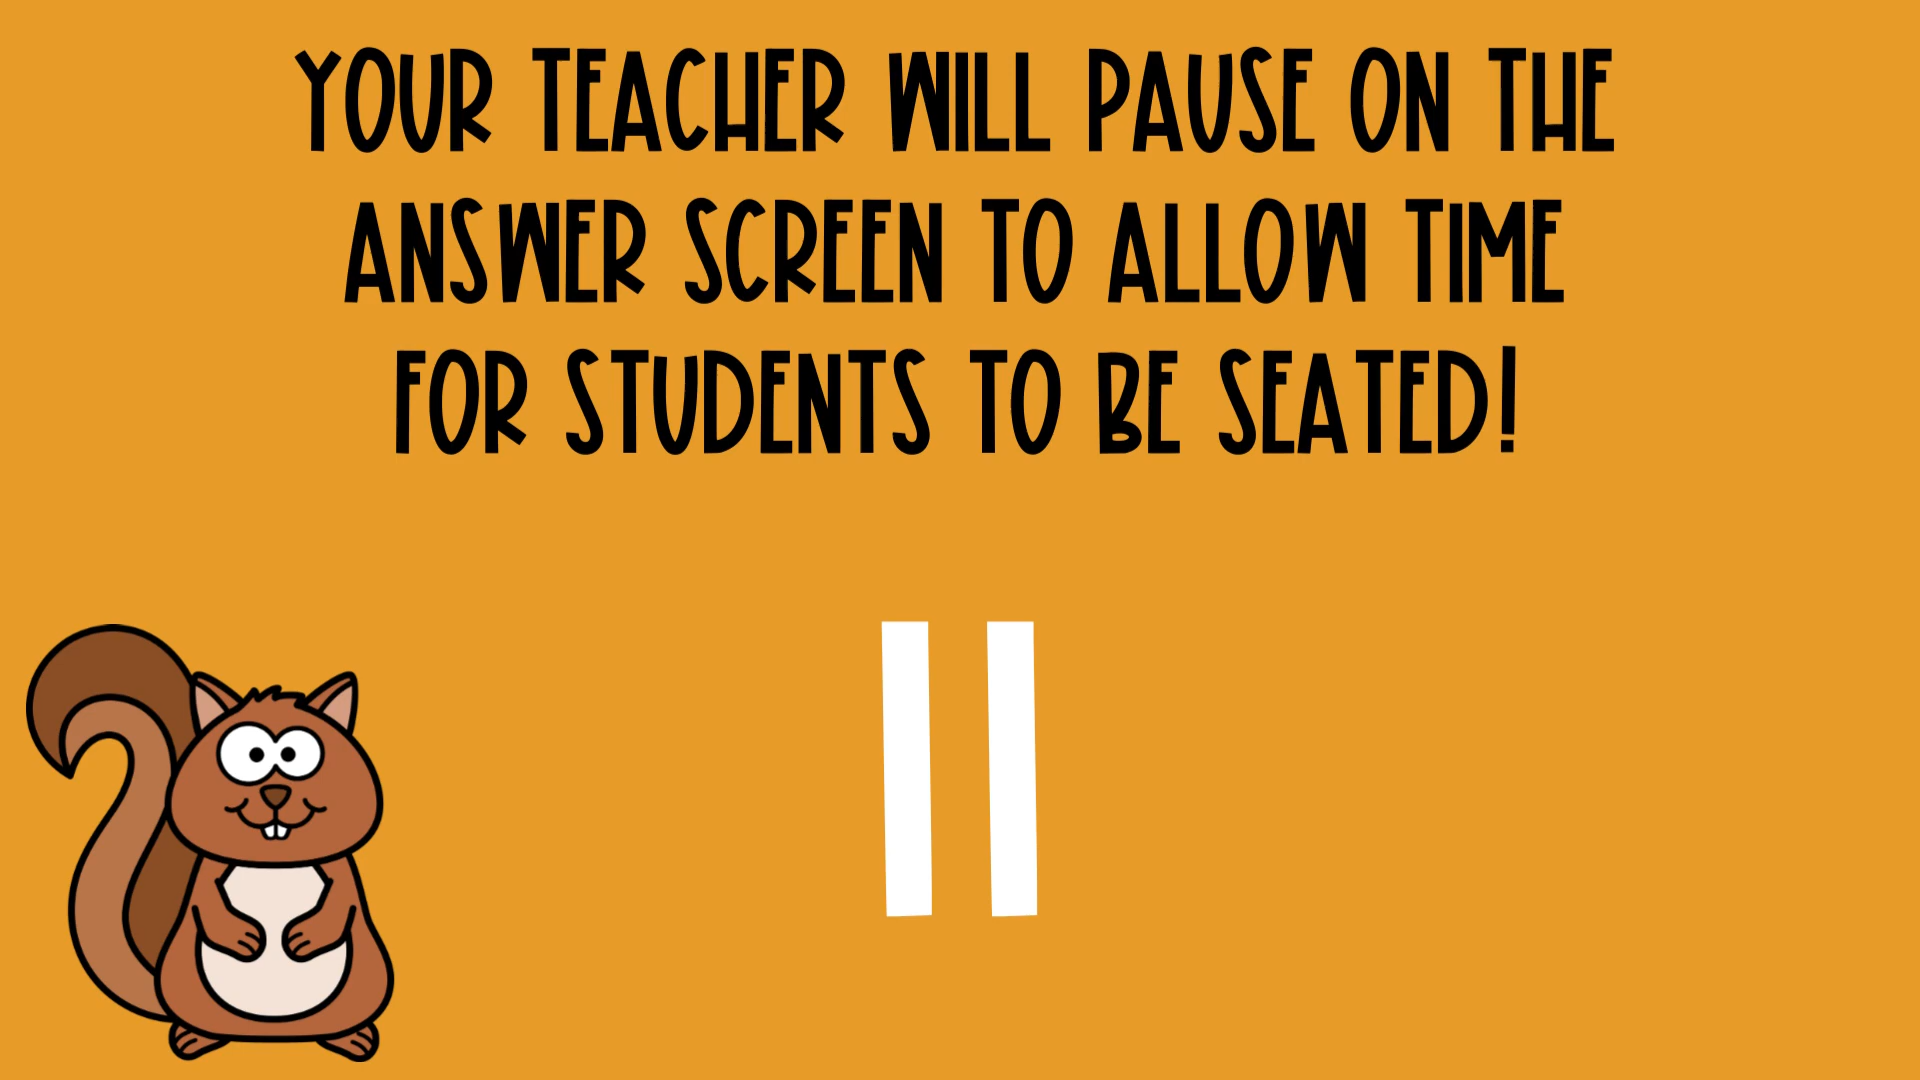 YOUR TEACHER WILL PAUSE ON THE
ANSWER SCREEN TO ALLOW TIME
FOR STUDENTS TO BE SEATED!